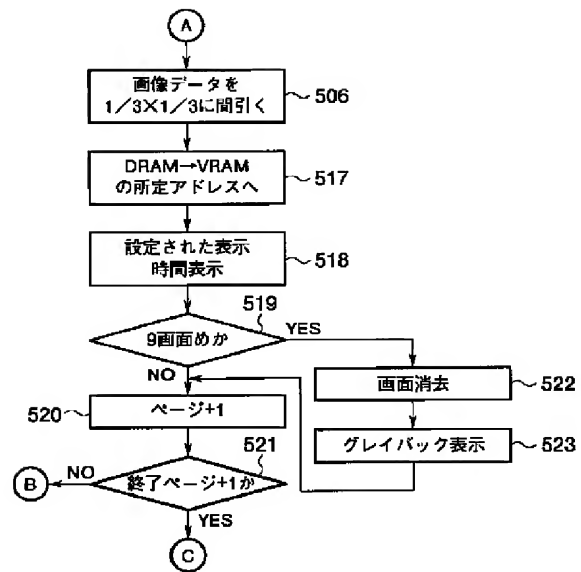 A
画像データを
1/3×1/3に間引く
506
DRAM→VRAM
の所定アドレスへ
517
設定された表示
時間表示
518
519
9画面めか
YES
NO
画面消去
522
520
ページ+1
グレイバック表示
523
521
NO
B
終了ページ+1か
YES
C